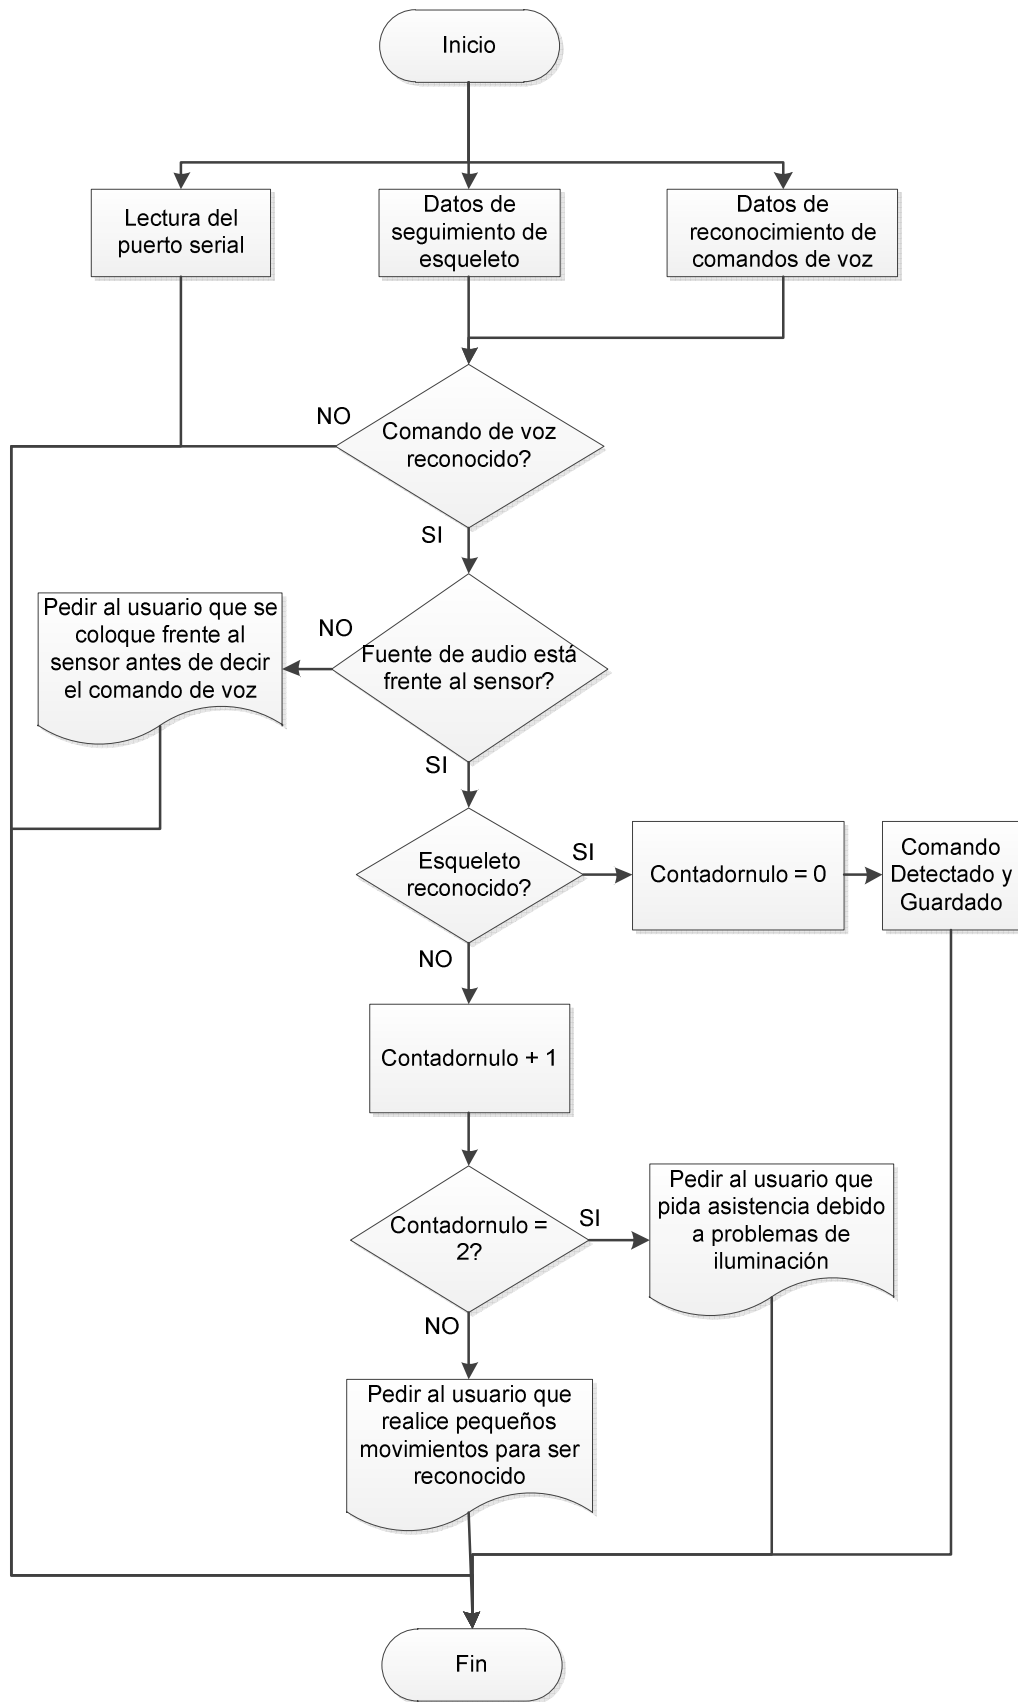 Inicio
Lectura del
puerto serial
Datos de
seguimiento de
esqueleto
Datos de
reconocimiento de
comandos de voz
NO
Comando de voz
reconocido?
SI
Pedir al usuario que se
coloque frente al
sensor antes de decir
el comando de voz
NO
Fuente de audio está
frente al sensor?
SI
Esqueleto
reconocido?
SI
Contadornulo = 0
Comando
Detectado y
Guardado
NO
Contadornulo + 1
Contadornulo =
2?
SI
Pedir al usuario que
pida asistencia debido
a problemas de
iluminación
NO
Pedir al usuario que
realice pequeños
movimientos para ser
reconocido
Fin